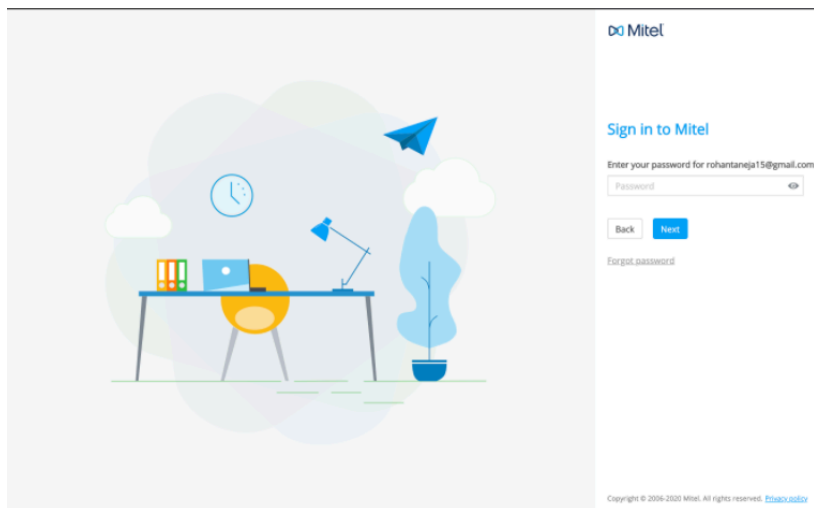 Mitel
Sign in to Mitel
Enter your password for rohantaneja15@gmail.com
Password
Back Next
Forgot password
Copyright © 2006-2020 Mitel. All rights reserved. Privacy policy